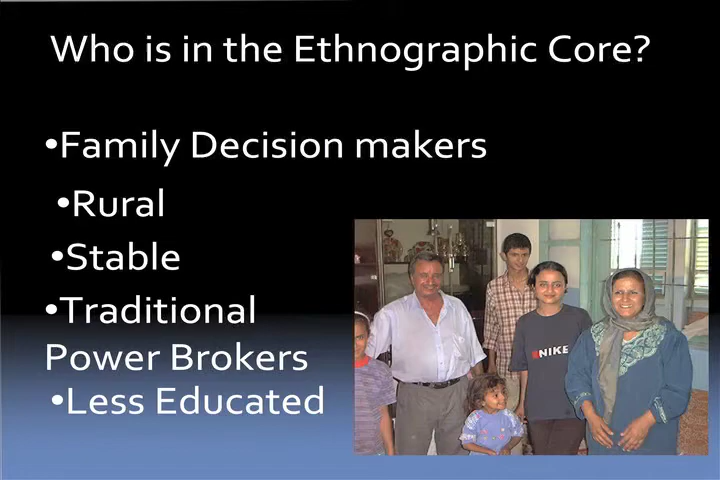 Who is in the Ethnographic Core?
•Family Decision makers
•Rural
•Stable
•Traditional
Power Brokers
•Less Educated
NIKE